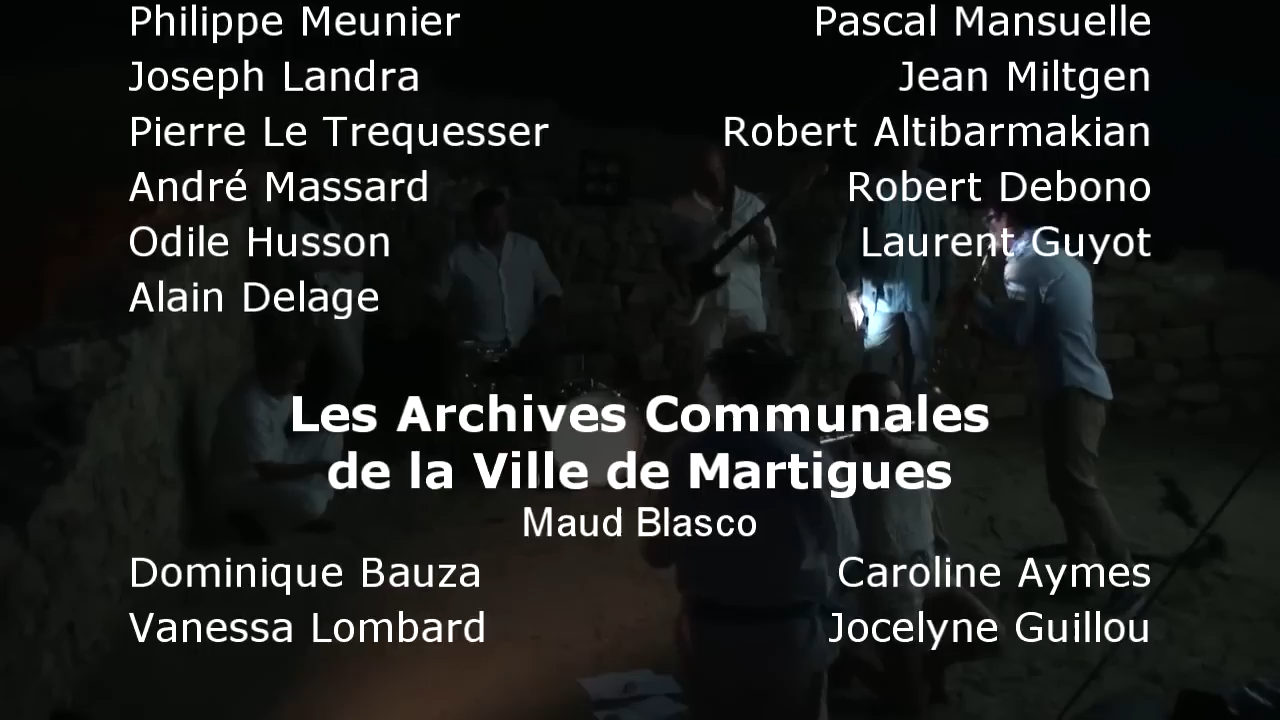 Philippe Meunier Pascal Mansuelle
Joseph Landra Jean Miltgen
Pierre Le Trequesser Robert Altibarmakian
André Massard Robert Debono
Odile Husson Laurent Guyot
Alain Delage
Les Archives Communales
de la Ville de Martigues
Maud Blasco
Dominique Bauza Caroline Aymes
Vanessa Lombard Jocelyne Guillou